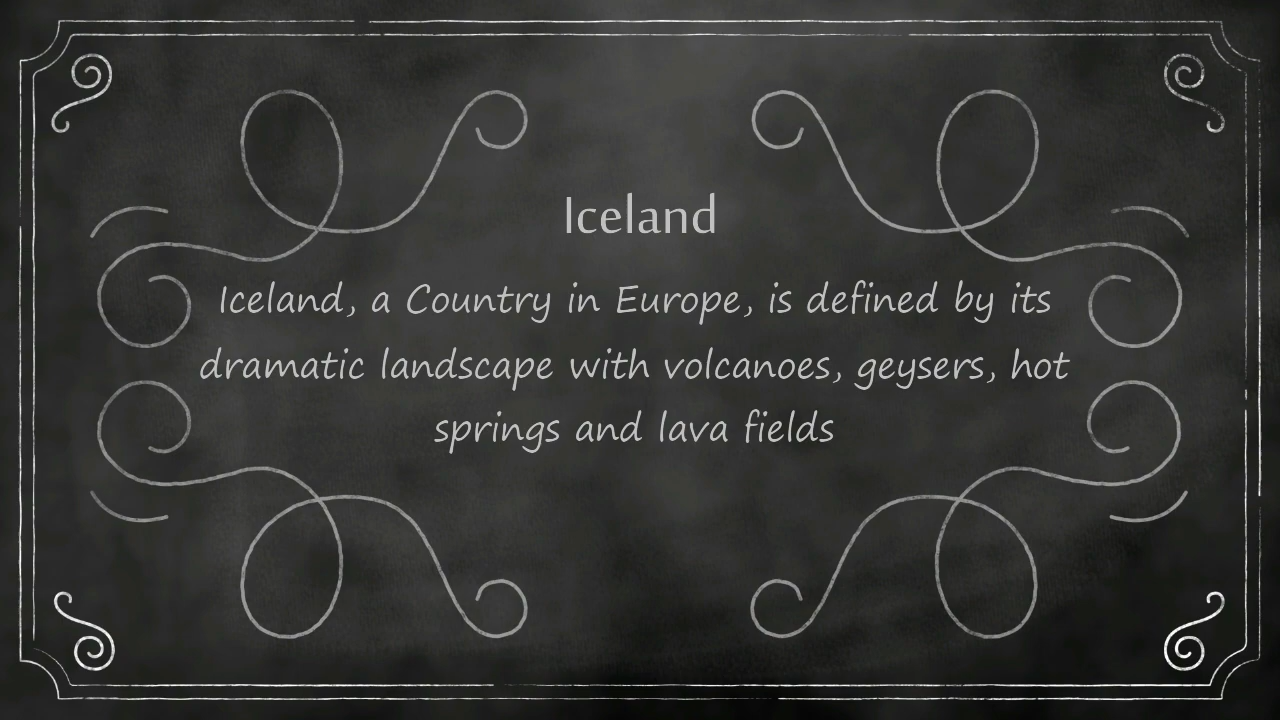 Iceland
Iceland, a Country in Europe, is defined by its
dramatic landscape with volcanoes, geysers, hot
springs and lava fields